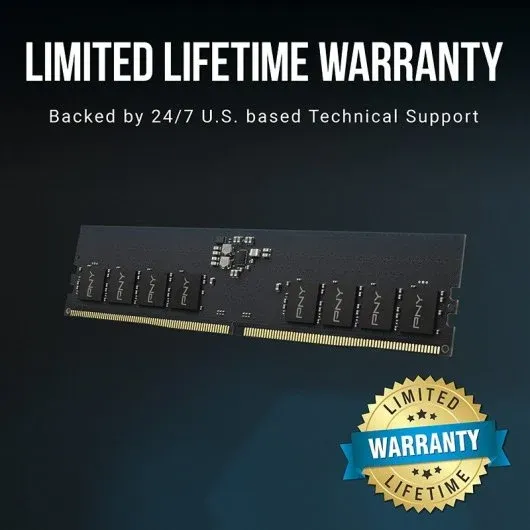 LIMITED LIFETIME WARRANTY
Backed by 24/7 U.S. based Technical Support
PNY PNY PNY PNY PNY PNY PNY PNY
LIMITED
WARRANTY
LIFETIME